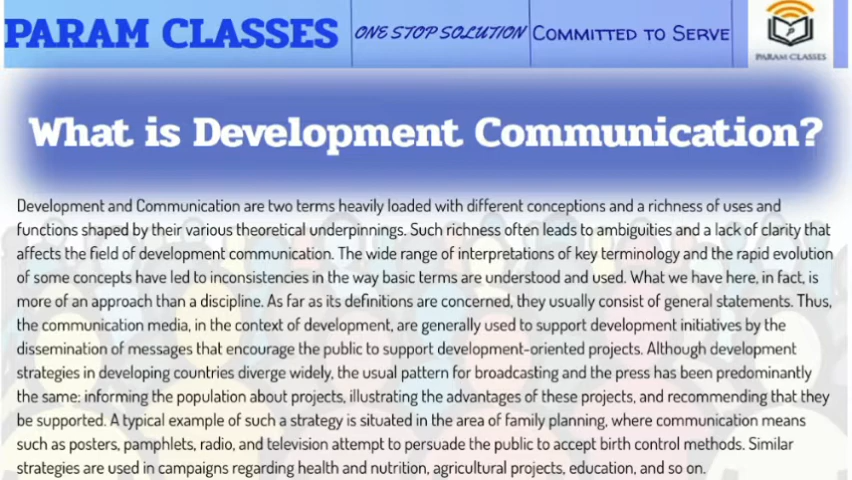 PARAM CLASSES
ONE STOP SOLUTION
COMMITTED TO SERVE
PARAM CLASSES
What is Development Communication?
Development and Communication are two terms heavily loaded with different conceptions and a richness of uses and
functions shaped by their various theoretical underpinnings. Such richness often leads to ambiguities and a lack of clarity that
affects the field of development communication. The wide range of interpretations of key terminology and the rapid evolution
of some concepts have led to inconsistencies in the way basic terms are understood and used. What we have here, in fact, is
more of an approach than a discipline. As far as its definitions are concerned, they usually consist of general statements. Thus,
the communication media, in the context of development, are generally used to support development initiatives by the
dissemination of messages that encourage the public to support development-oriented projects. Although development
strategies in developing countries diverge widely, the usual pattern for broadcasting and the press has been predominantly
the same: informing the population about projects, illustrating the advantages of these projects, and recommending that they
be supported. A typical example of such a strategy is situated in the area of family planning, where communication means
such as posters, pamphlets, radio, and television attempt to persuade the public to accept birth control methods. Similar
strategies are used in campaigns regarding health and nutrition, agricultural projects, education, and so on.